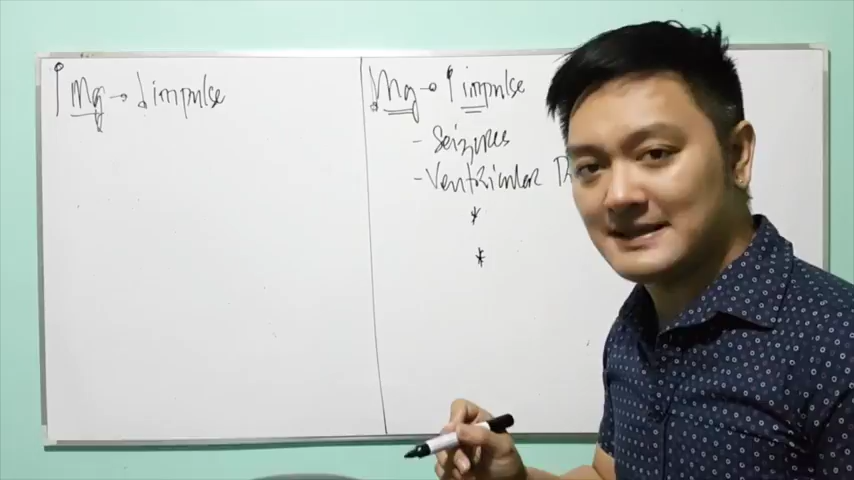 ↑ Mg → ↓ impulse
↓ Mg → ↑ impulse
- Seizures
- Ventricular
*
*